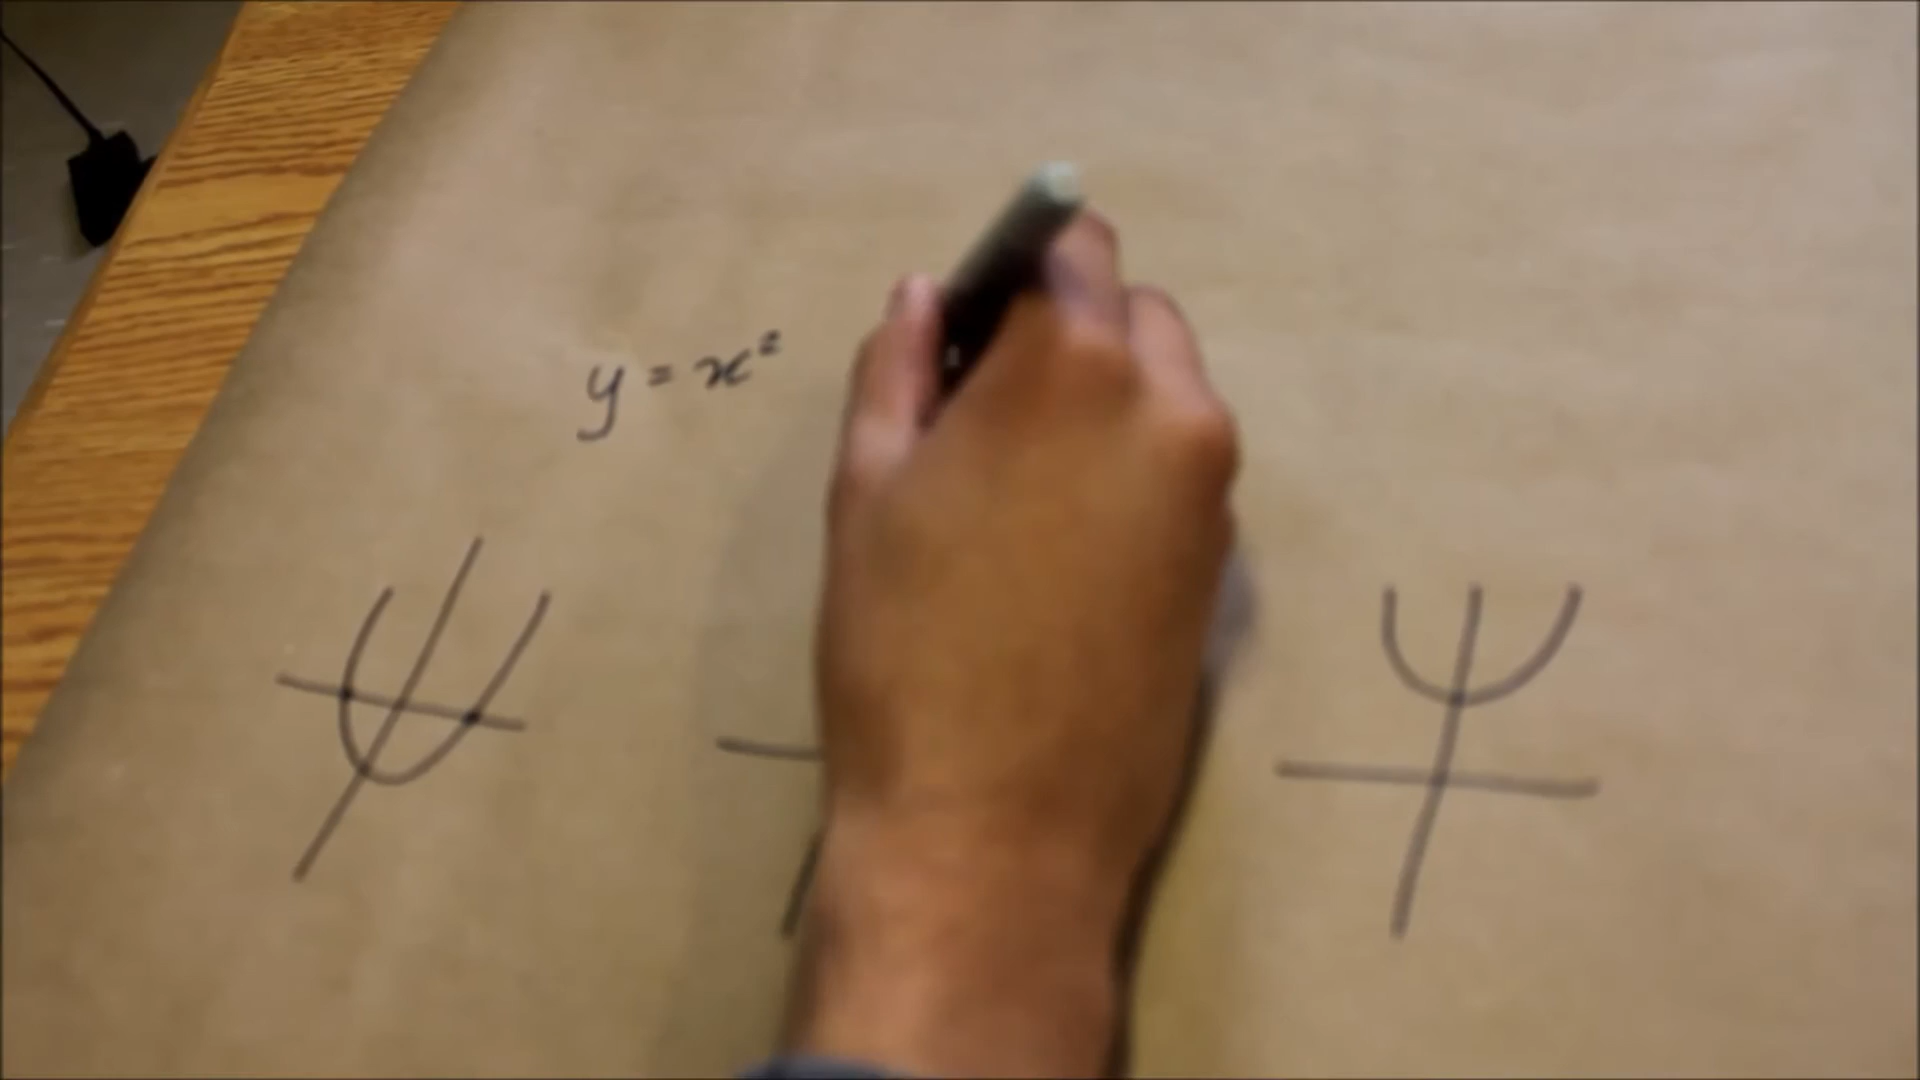 y = x²